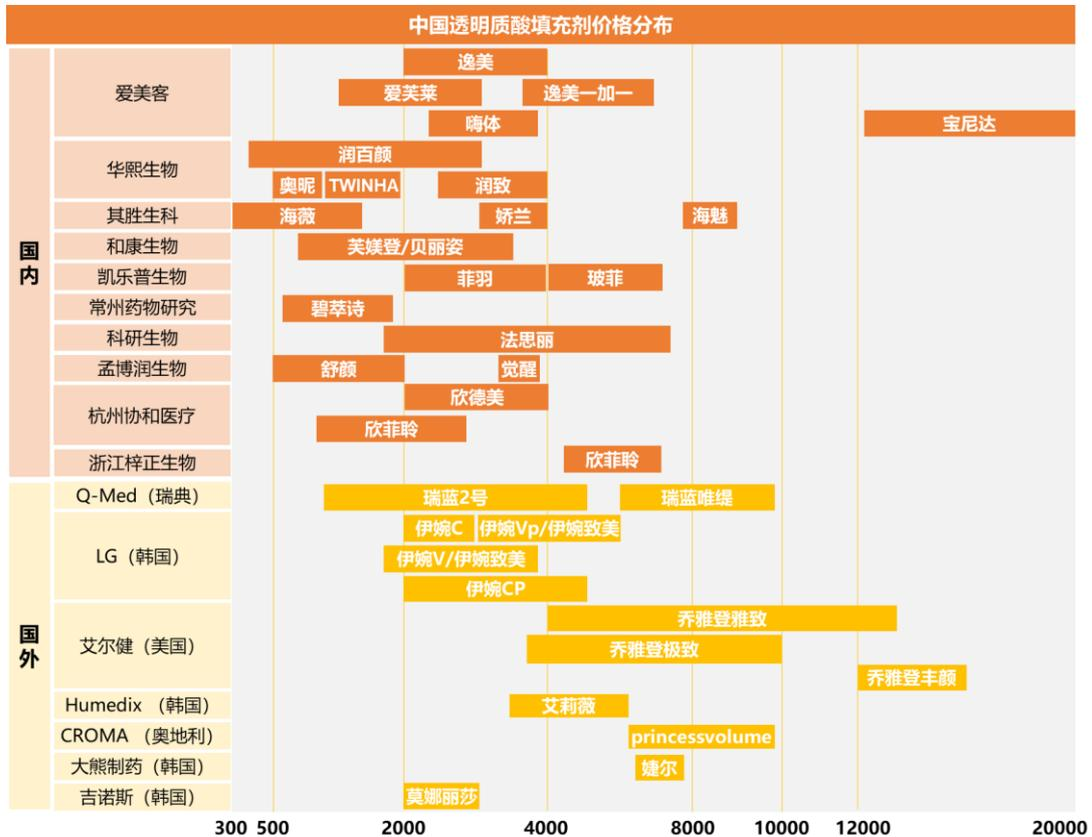 中国透明质酸填充剂价格分布
国内
爱美客
逸美
爱芙莱
逸美一加一
嗨体
宝尼达
华熙生物
润百颜
奥昵
TWINHA
润致
其胜生科
海薇
娇兰
海魅
和康生物
芙媄登/贝丽姿
凯乐普生物
菲羽
玻菲
常州药物研究
碧萃诗
科研生物
法思丽
孟博润生物
舒颜
觉醒
杭州协和医疗
欣德美
欣菲聆
浙江梓正生物
欣菲聆
国外
Q-Med（瑞典）
瑞蓝2号
瑞蓝唯缇
LG（韩国）
伊婉C
伊婉Vp/伊婉致美
伊婉V/伊婉致美
伊婉CP
艾尔健（美国）
乔雅登雅致
乔雅登极致
乔雅登丰颜
Humedix （韩国）
艾莉薇
CROMA （奥地利）
princessvolume
大熊制药（韩国）
婕尔
吉诺斯（韩国）
莫娜丽莎
300 500 2000 4000 8000 10000 12000 20000